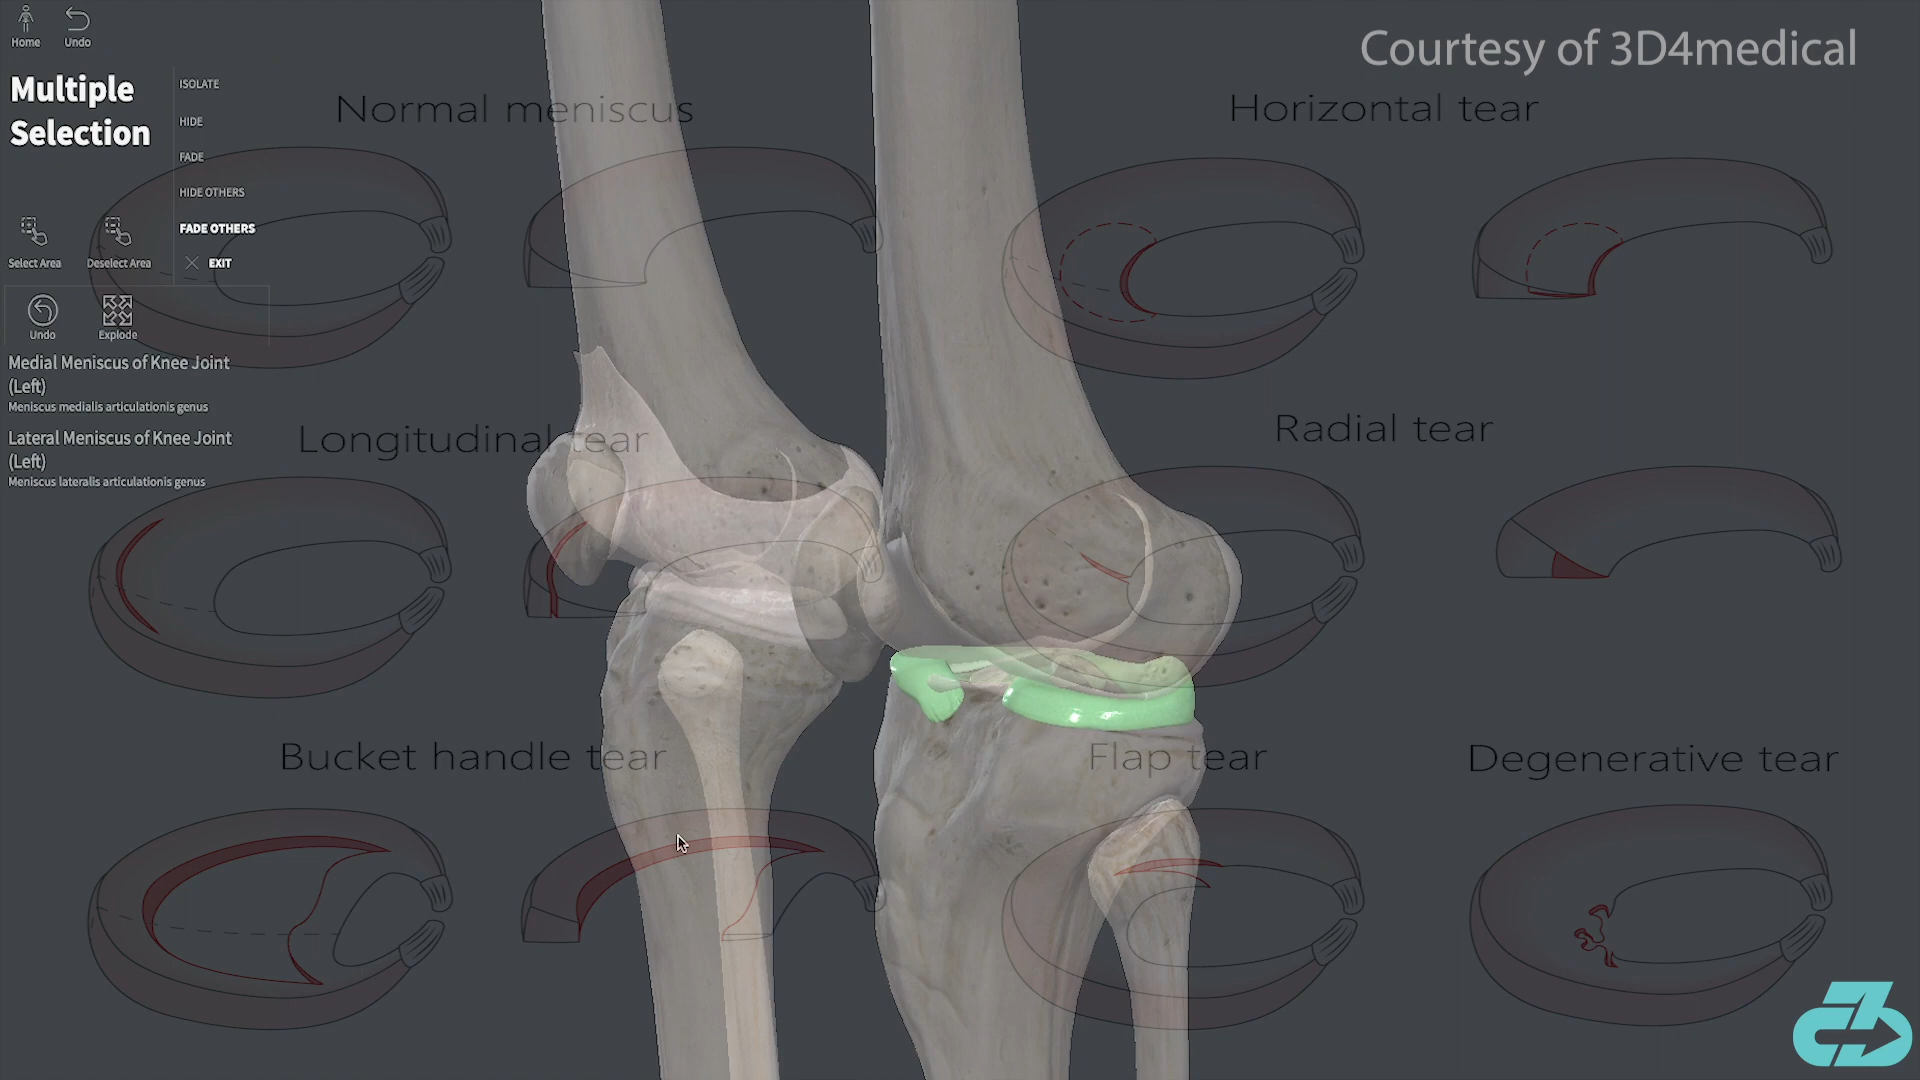 Home Undo
Courtesy of 3D4medical
Multiple
Selection
ISOLATE
HIDE
FADE
HIDE OTHERS
FADE OTHERS
EXIT
Select Area Deselect Area
Undo Explode
Medial Meniscus of Knee Joint
(Left)
Meniscus medialis articulationis genus
Lateral Meniscus of Knee Joint
(Left)
Meniscus lateralis articulationis genus
Normal meniscus
Horizontal tear
Longitudinal tear
Radial tear
Bucket handle tear
Flap tear
Degenerative tear